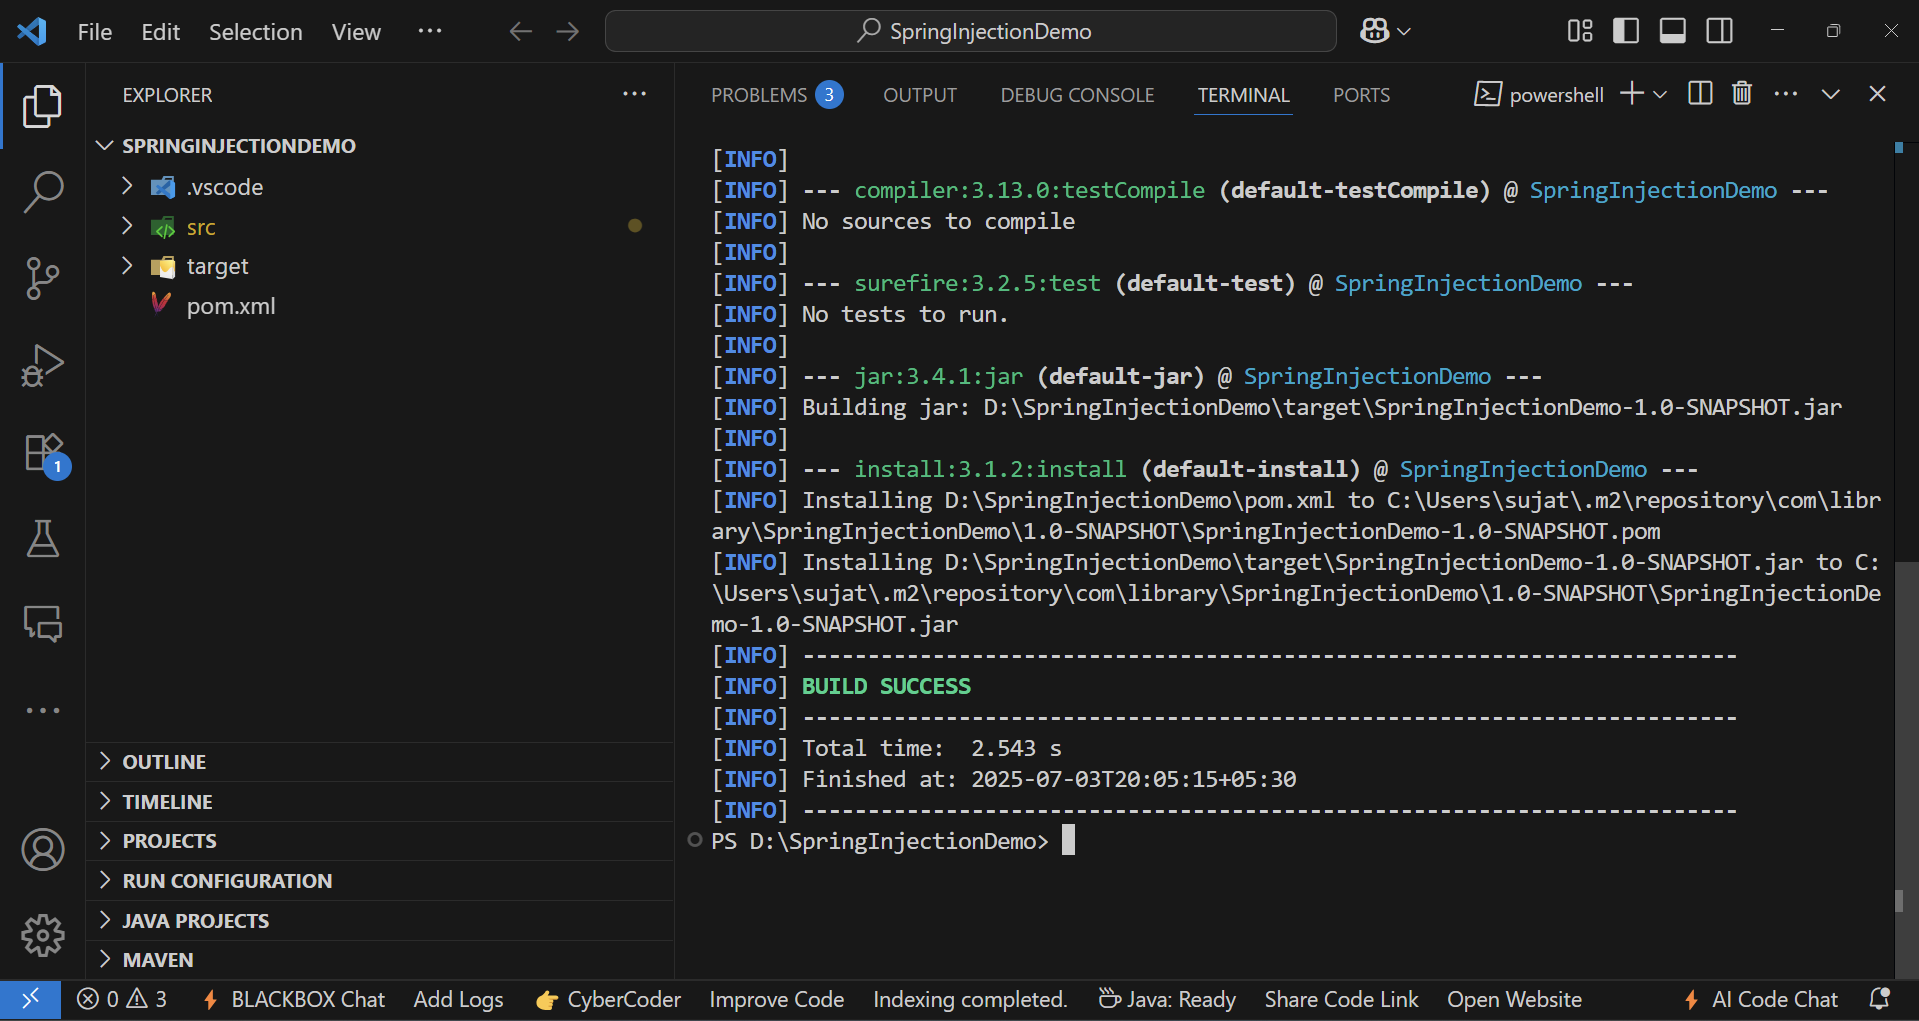 File Edit Selection View ··· SpringInjectionDemo
EXPLORER ···
SPRINGINJECTIONDEMO
.vscode
src
target
pom.xml
1
OUTLINE
TIMELINE
PROJECTS
RUN CONFIGURATION
JAVA PROJECTS
MAVEN
PROBLEMS 3 OUTPUT DEBUG CONSOLE TERMINAL PORTS powershell
[INFO]
[INFO] --- compiler:3.13.0:testCompile (default-testCompile) @ SpringInjectionDemo ---
[INFO] No sources to compile
[INFO]
[INFO] --- surefire:3.2.5:test (default-test) @ SpringInjectionDemo ---
[INFO] No tests to run.
[INFO]
[INFO] --- jar:3.4.1:jar (default-jar) @ SpringInjectionDemo ---
[INFO] Building jar: D:\SpringInjectionDemo\target\SpringInjectionDemo-1.0-SNAPSHOT.jar
[INFO]
[INFO] --- install:3.1.2:install (default-install) @ SpringInjectionDemo ---
[INFO] Installing D:\SpringInjectionDemo\pom.xml to C:\Users\sujat\.m2\repository\com\libr
ary\SpringInjectionDemo\1.0-SNAPSHOT\SpringInjectionDemo-1.0-SNAPSHOT.pom
[INFO] Installing D:\SpringInjectionDemo\target\SpringInjectionDemo-1.0-SNAPSHOT.jar to C:
\Users\sujat\.m2\repository\com\library\SpringInjectionDemo\1.0-SNAPSHOT\SpringInjectionDe
mo-1.0-SNAPSHOT.jar
[INFO] ------------------------------------------------------------------------
[INFO] BUILD SUCCESS
[INFO] ------------------------------------------------------------------------
[INFO] Total time:  2.543 s
[INFO] Finished at: 2025-07-03T20:05:15+05:30
[INFO] ------------------------------------------------------------------------
PS D:\SpringInjectionDemo>
0 3 BLACKBOX Chat Add Logs CyberCoder Improve Code Indexing completed. Java: Ready Share Code Link Open Website AI Code Chat